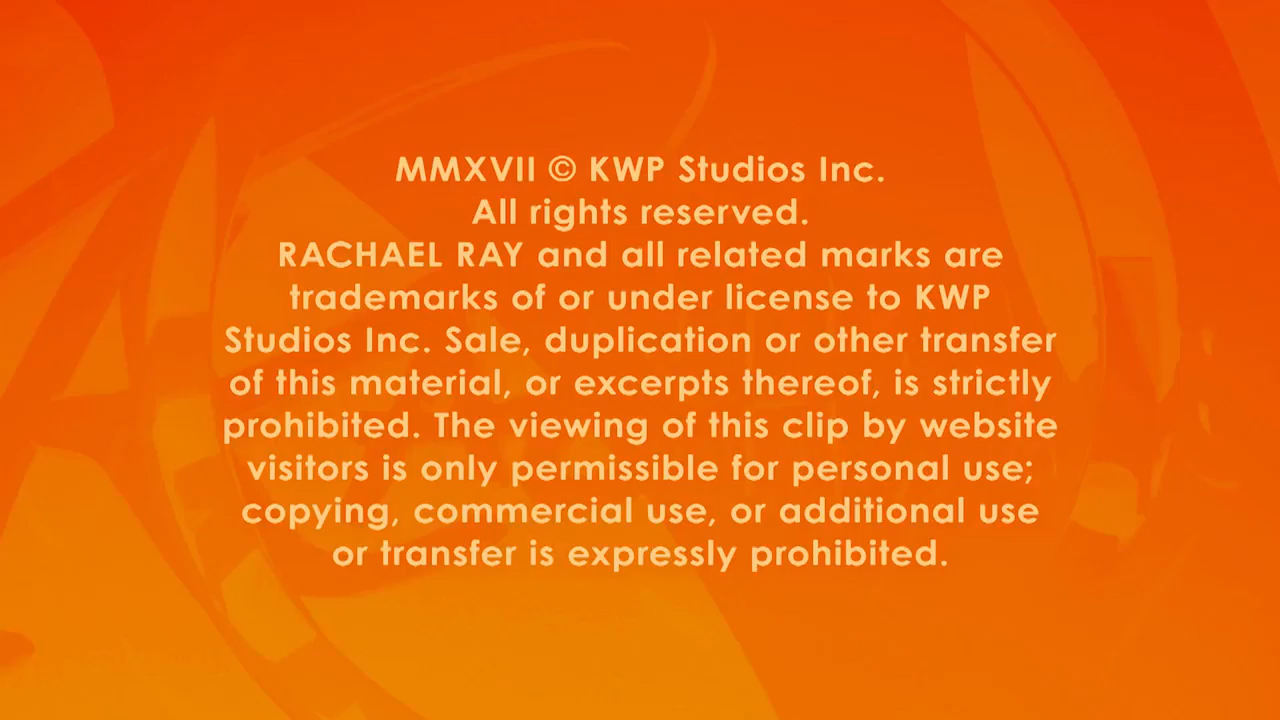 MMXVII © KWP Studios Inc.
All rights reserved.
RACHAEL RAY and all related marks are
trademarks of or under license to KWP
Studios Inc. Sale, duplication or other transfer
of this material, or excerpts thereof, is strictly
prohibited. The viewing of this clip by website
visitors is only permissible for personal use;
copying, commercial use, or additional use
or transfer is expressly prohibited.